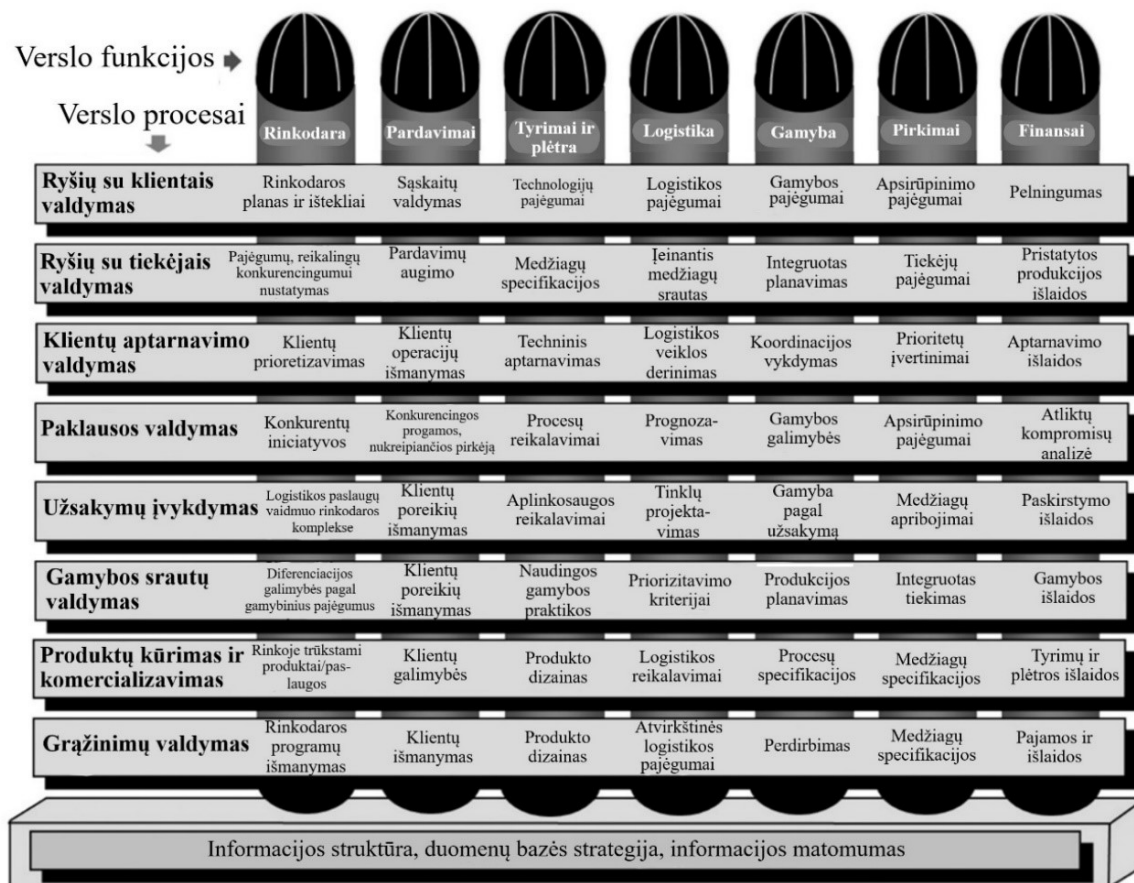 Verslo funkcijos
Verslo procesai
Rinkodara
Pardavimai
Tyrimai ir
plėtra
Logistika
Gamyba
Pirkimai
Finansai
Ryšių su klientais
valdymas
Rinkodaros
planas ir ištekliai
Sąskaitų
valdymas
Technologijų
pajėgumai
Logistikos
pajėgumai
Gamybos
pajėgumai
Apsirūpinimo
pajėgumai
Pelningumas
Ryšių su tiekėjais
valdymas
Pajėgumų, reikalingų
konkurencingumui
nustatymas
Pardavimų
augimo
Medžiagų
specifikacijos
Įeinantis
medžiagų
srautas
Integruotas
planavimas
Tiekėjų
pajėgumai
Pristatytos
produkcijos
išlaidos
Klientų aptarnavimo
valdymas
Klientų
prioretizavimas
Klientų
operacijų
išmanymas
Techninis
aptarnavimas
Logistikos
veiklos
derinimas
Koordinacijos
vykdymas
Prioritetų
įvertinimai
Aptarnavimo
išlaidos
Paklausos valdymas
Konkurentų
iniciatyvos
Konkurencingos
progamos,
nukreipiančios pirkėją
Procesų
reikalavimai
Prognoza-
vimas
Gamybos
galimybės
Apsirūpinimo
pajėgumai
Atliktų
kompromisų
analizė
Užsakymų įvykdymas
Logistikos paslaugų
vaidmuo rinkodaros
komplekse
Klientų
poreikių
išmanymas
Aplinkosaugos
reikalavimai
Tinklų
projekta-
vimas
Gamyba
pagal
užsakymą
Medžiagų
apribojimai
Paskirstymo
išlaidos
Gamybos srautų
valdymas
Diferenciacijos
galimybės pagal
gamybinius pajėgumus
Klientų
poreikių
išmanymas
Naudingos
gamybos
praktikos
Priorizitavimo
kriterijai
Produkcijos
planavimas
Integruotas
tiekimas
Gamybos
išlaidos
Produktų kūrimas ir
komercializavimas
Rinkoje trūkstami
produktai/pas-
laugos
Klientų
galimybės
Produkto
dizainas
Logistikos
reikalavimai
Procesų
specifikacijos
Medžiagų
specifikacijos
Tyrimų ir
plėtros išlaidos
Grąžinimų valdymas
Rinkodaros
programų
išmanymas
Klientų
išmanymas
Produkto
dizainas
Atvirkštinės
logistikos
pajėgumai
Perdirbimas
Medžiagų
specifikacijos
Pajamos ir
išlaidos
Informacijos struktūra, duomenų bazės strategija, informacijos matomumas